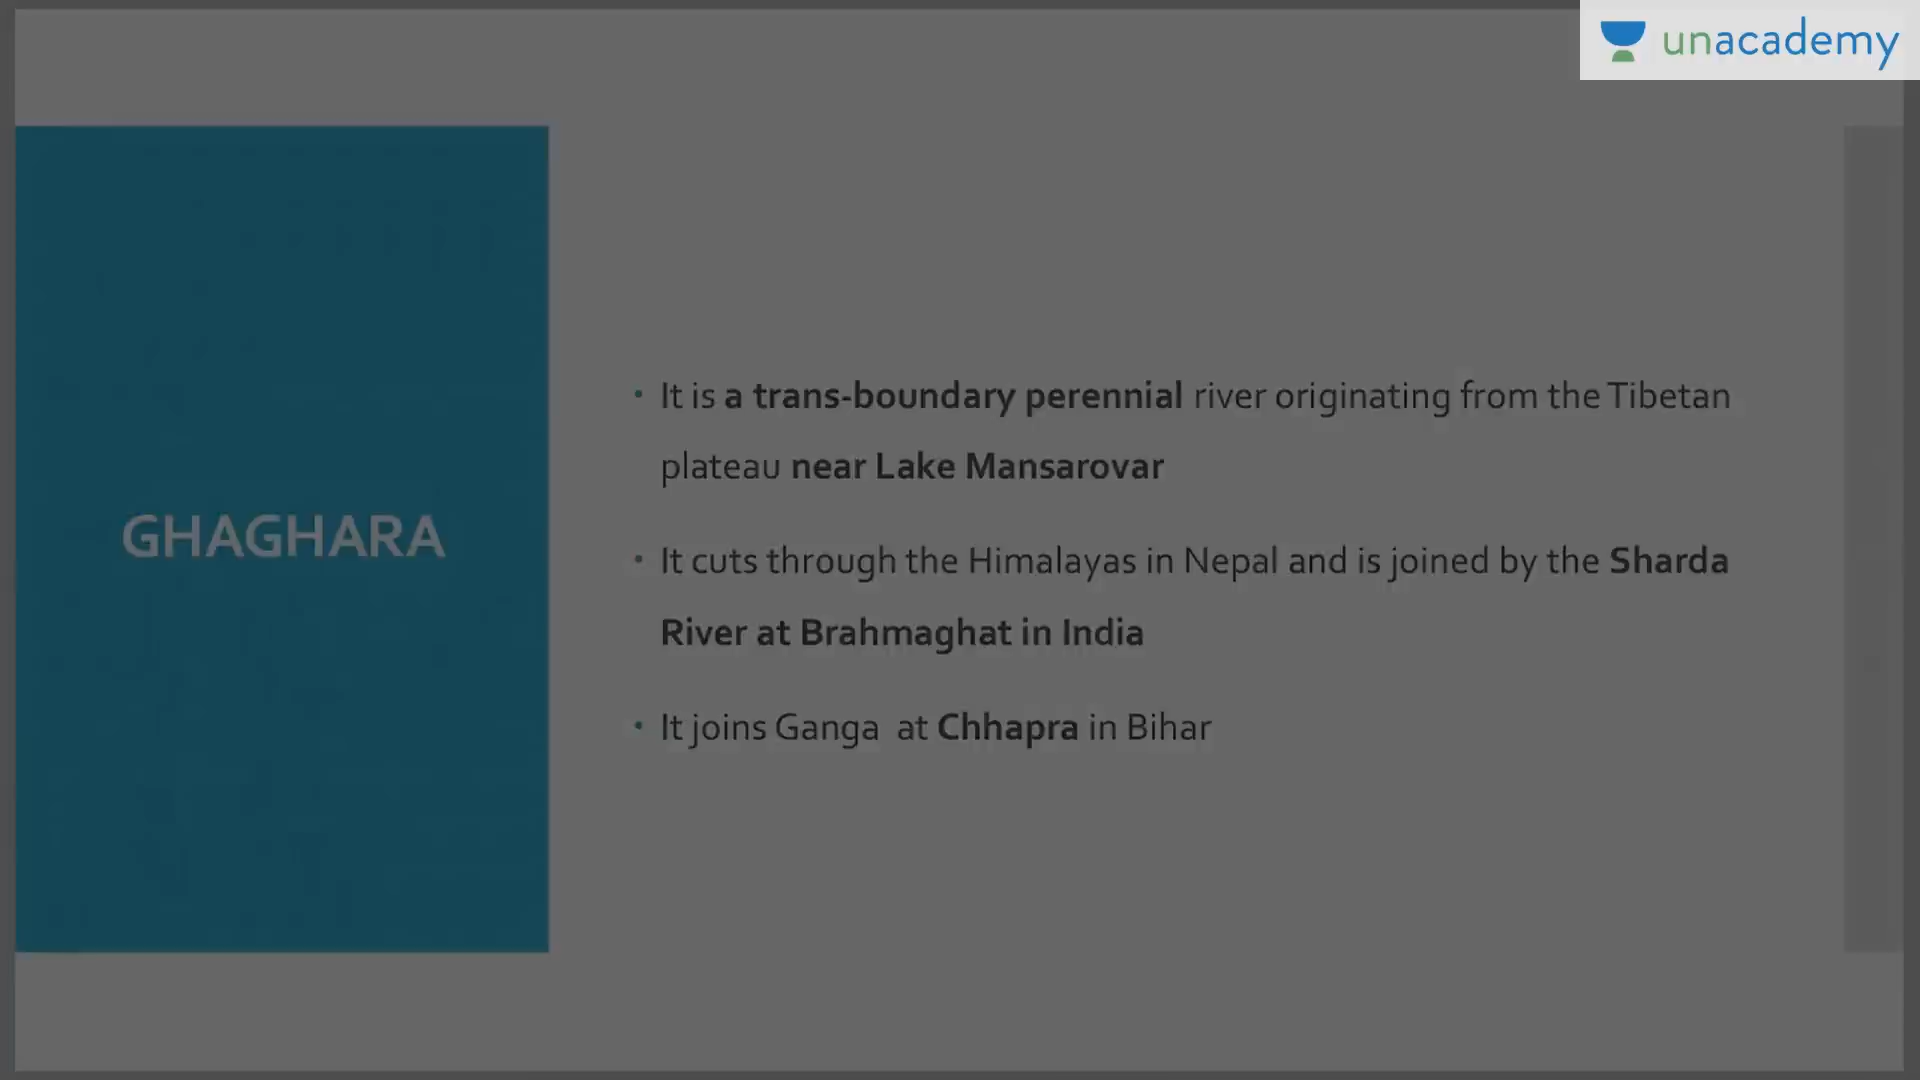 unacademy
GHAGHARA
• It is a trans-boundary perennial river originating from the Tibetan
plateau near Lake Mansarovar
• It cuts through the Himalayas in Nepal and is joined by the Sharda
River at Brahmaghat in India
• It joins Ganga at Chhapra in Bihar